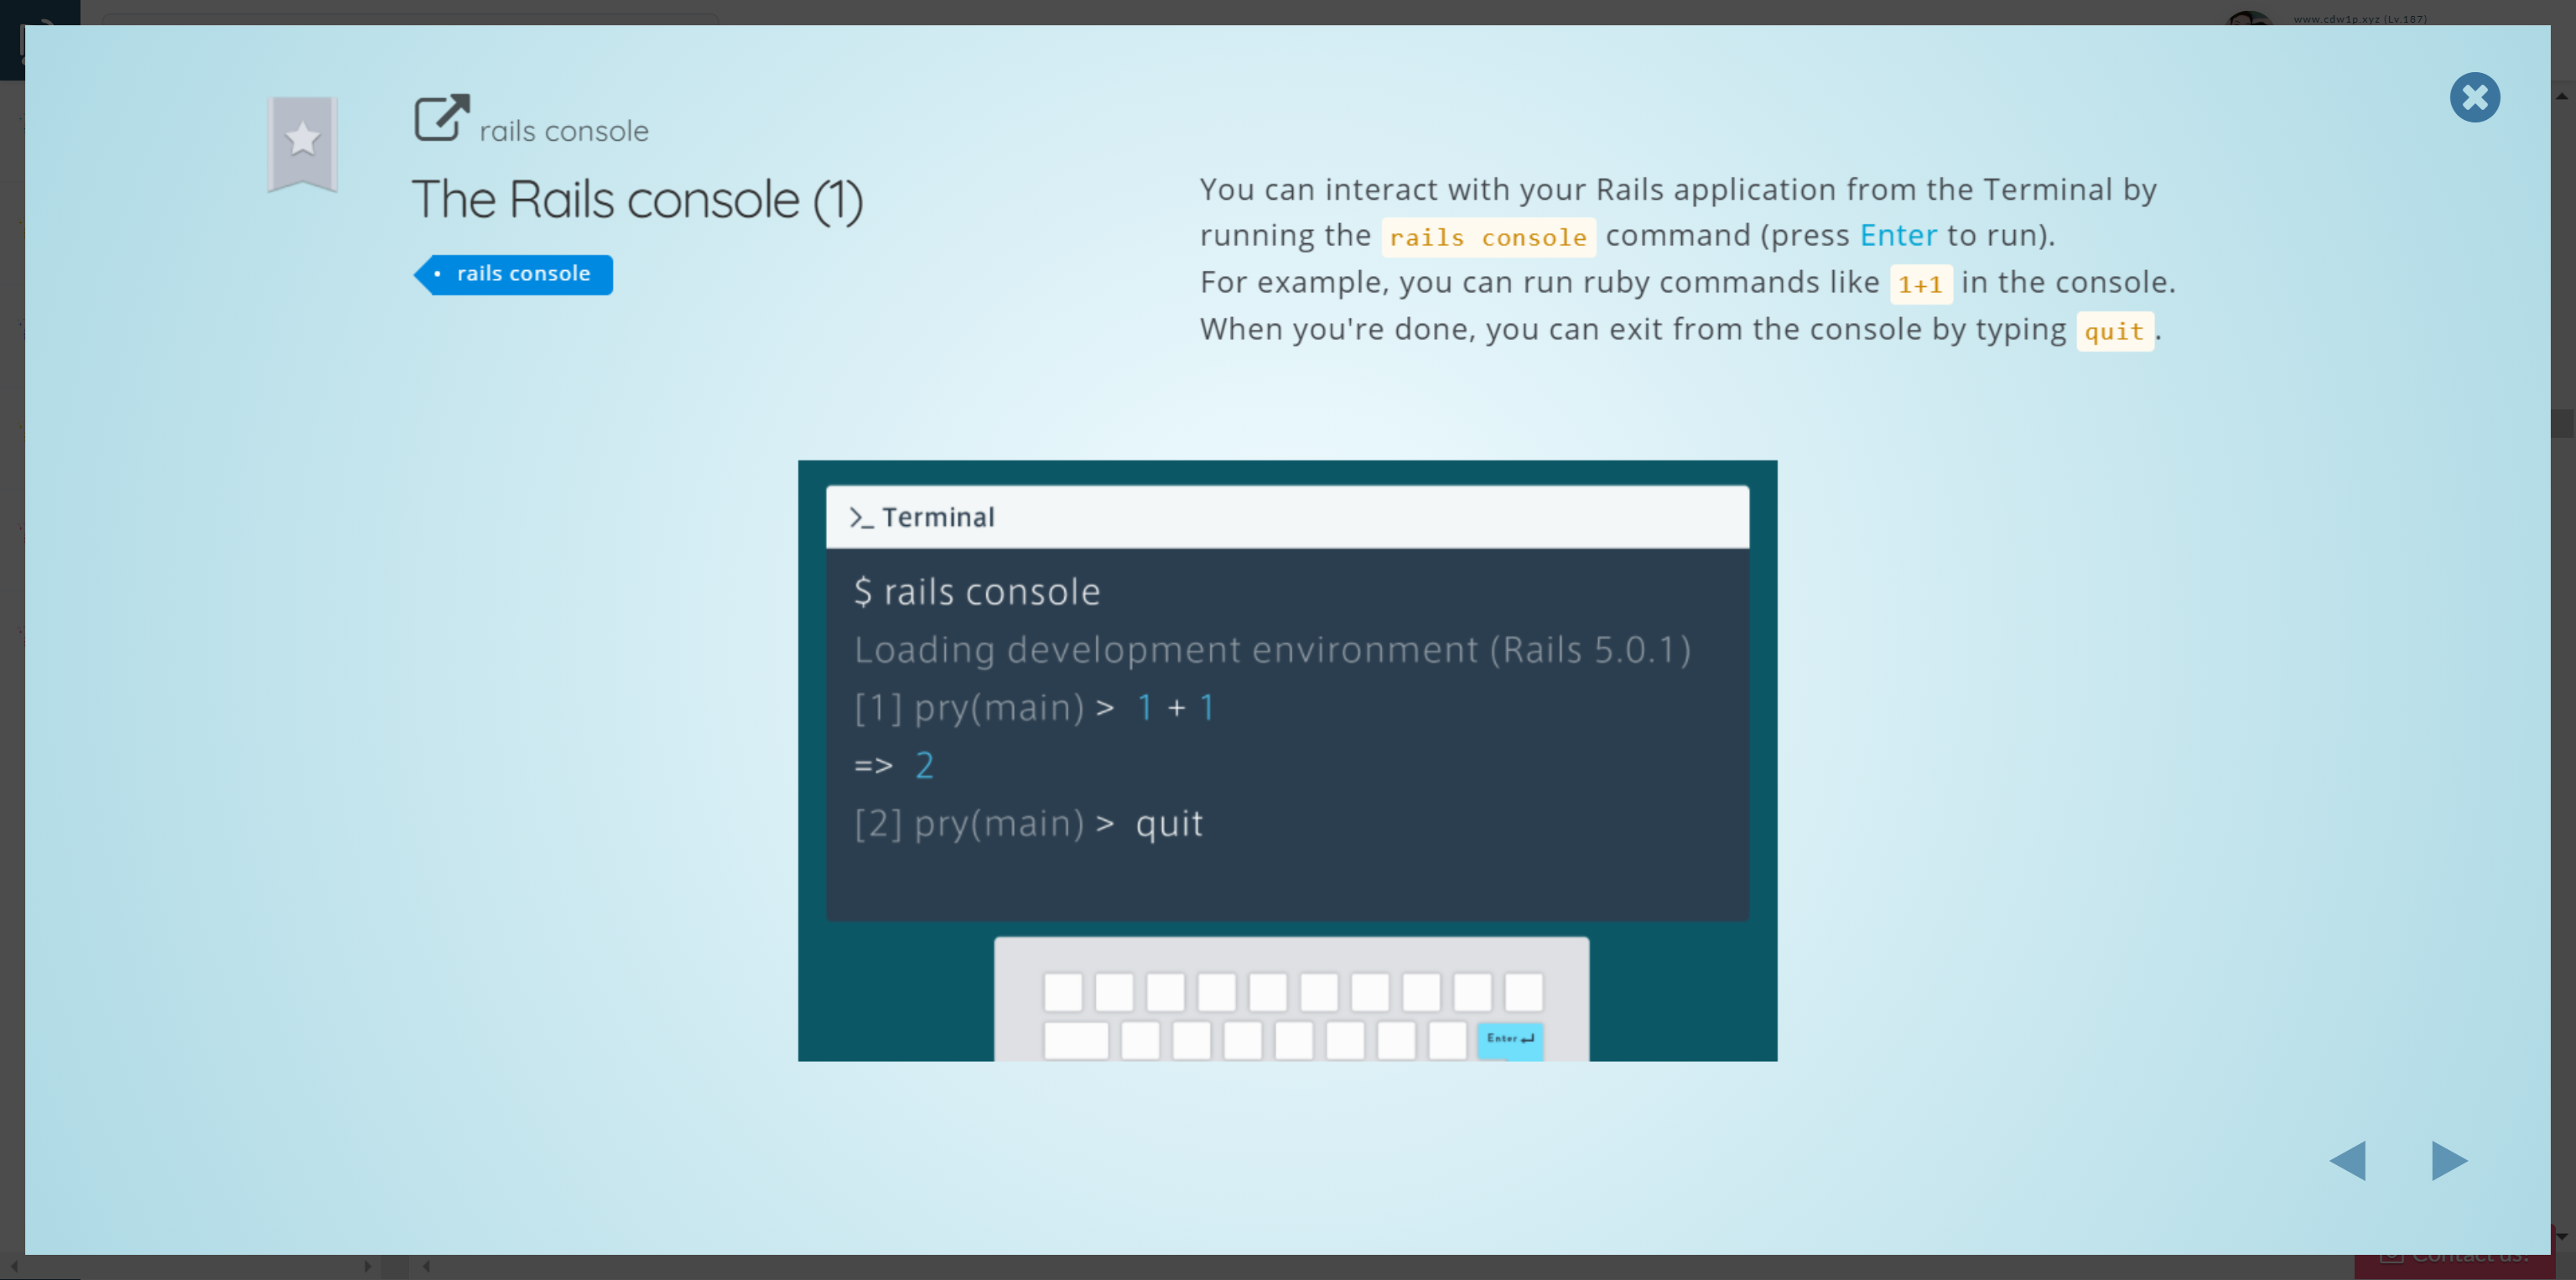 www.cdw1p.xyz (Lv.187)
rails console
The Rails console (1)
• rails console
You can interact with your Rails application from the Terminal by
running the rails console command (press Enter to run).
For example, you can run ruby commands like 1+1 in the console.
When you're done, you can exit from the console by typing quit.
>_ Terminal
$ rails console
Loading development environment (Rails 5.0.1)
[1] pry(main) > 1 + 1
=> 2
[2] pry(main) > quit
Enter
Contact us!